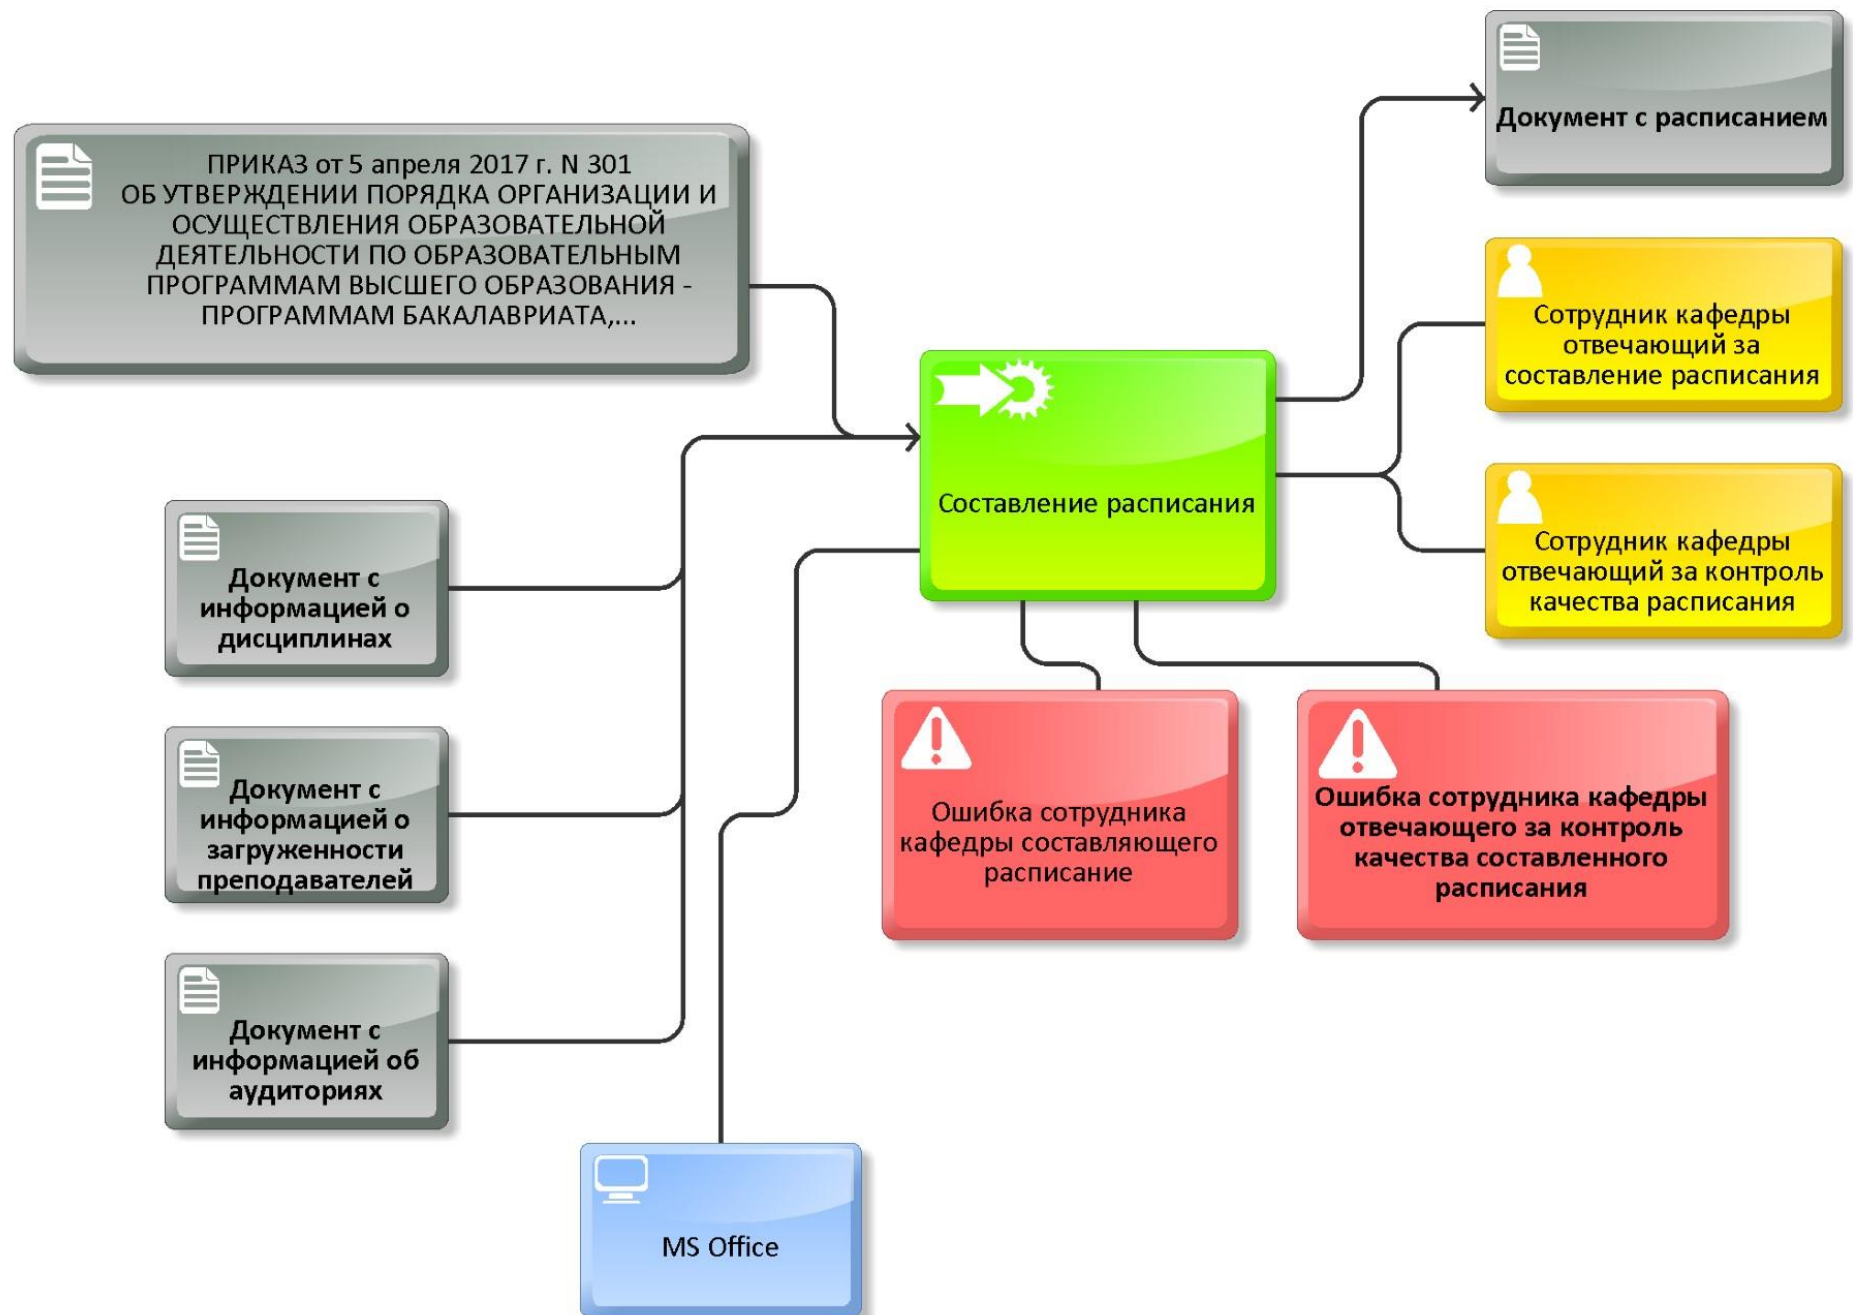 ПРИКАЗ от 5 апреля 2017 г. N 301
ОБ УТВЕРЖДЕНИИ ПОРЯДКА ОРГАНИЗАЦИИ И
ОСУЩЕСТВЛЕНИЯ ОБРАЗОВАТЕЛЬНОЙ
ДЕЯТЕЛЬНОСТИ ПО ОБРАЗОВАТЕЛЬНЫМ
ПРОГРАММАМ ВЫСШЕГО ОБРАЗОВАНИЯ -
ПРОГРАММАМ БАКАЛАВРИАТА,...
Документ с расписанием
Сотрудник кафедры
отвечающий за
составление расписания
Составление расписания
Сотрудник кафедры
отвечающий за контроль
качества расписания
Документ с
информацией о
дисциплинах
Документ с
информацией о
загруженности
преподавателей
Ошибка сотрудника
кафедры составляющего
расписание
Ошибка сотрудника кафедры
отвечающего за контроль
качества составленного
расписания
Документ с
информацией об
аудиториях
MS Office